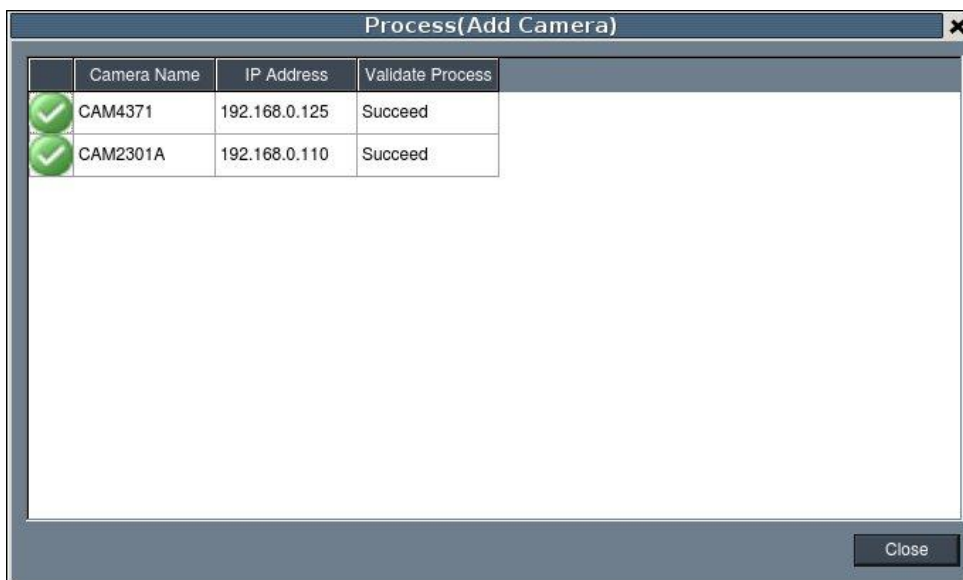 Process(Add Camera)
Camera Name IP Address Validate Process
CAM4371 192.168.0.125 Succeed
CAM2301A 192.168.0.110 Succeed
Close